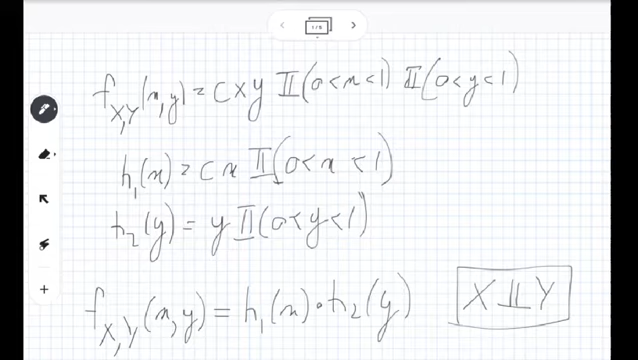 f_{X,Y}(x,y) = c x y 𝕀(0<x<1) 𝕀(0<y<1)
h_1(x) = c x 𝕀(0<x<1)
h_2(y) = y 𝕀(0<y<1)
f_{X,Y}(x,y) = h_1(x) • h_2(y)
X ⫫ Y